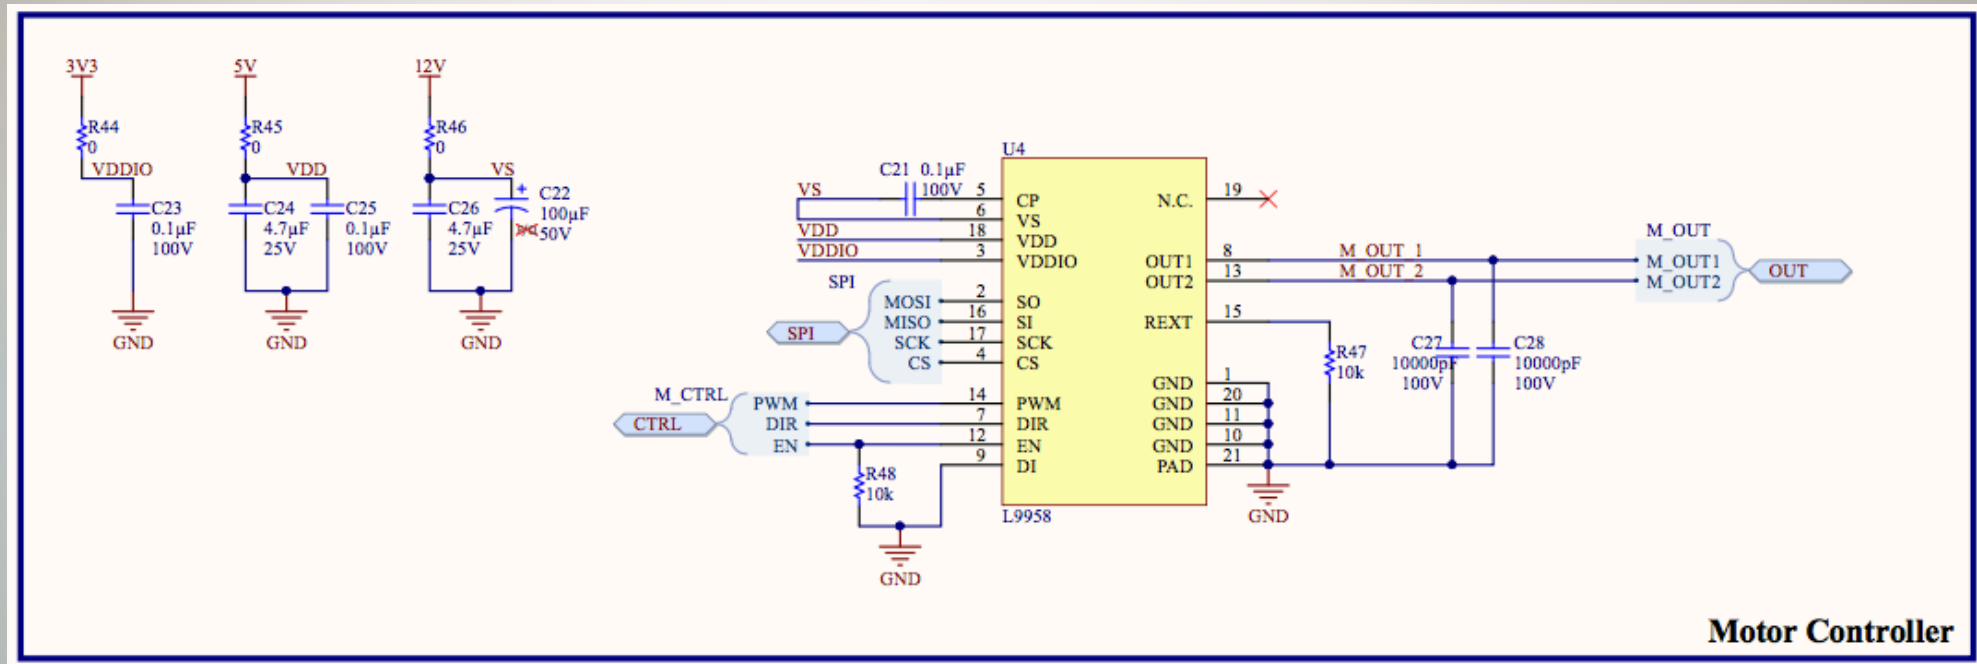 3V3
R44
0
VDDIO
C23
0.1µF
100V
GND
5V
R45
0
VDD
C24
4.7µF
25V
C25
0.1µF
100V
GND
12V
R46
0
VS
C26
4.7µF
25V
+
C22
100µF
50V
GND
U4
VS
C21 0.1µF
100V
5 CP
6 VS
VDD 18 VDD
VDDIO 3 VDDIO
SPI
SPI
MOSI 2 SO
MISO 16 SI
SCK 17 SCK
CS 4 CS
M_CTRL
CTRL
PWM 14 PWM
DIR 7 DIR
EN 12 EN
9 DI
R48
10k
GND
L9958
N.C. 19
OUT1 8 M_OUT_1
OUT2 13 M_OUT_2
REXT 15
GND 1
GND 20
GND 11
GND 10
PAD 21
GND
R47
10k
C27
10000pF
100V
C28
10000pF
100V
M_OUT
M_OUT1
M_OUT2
OUT
Motor Controller